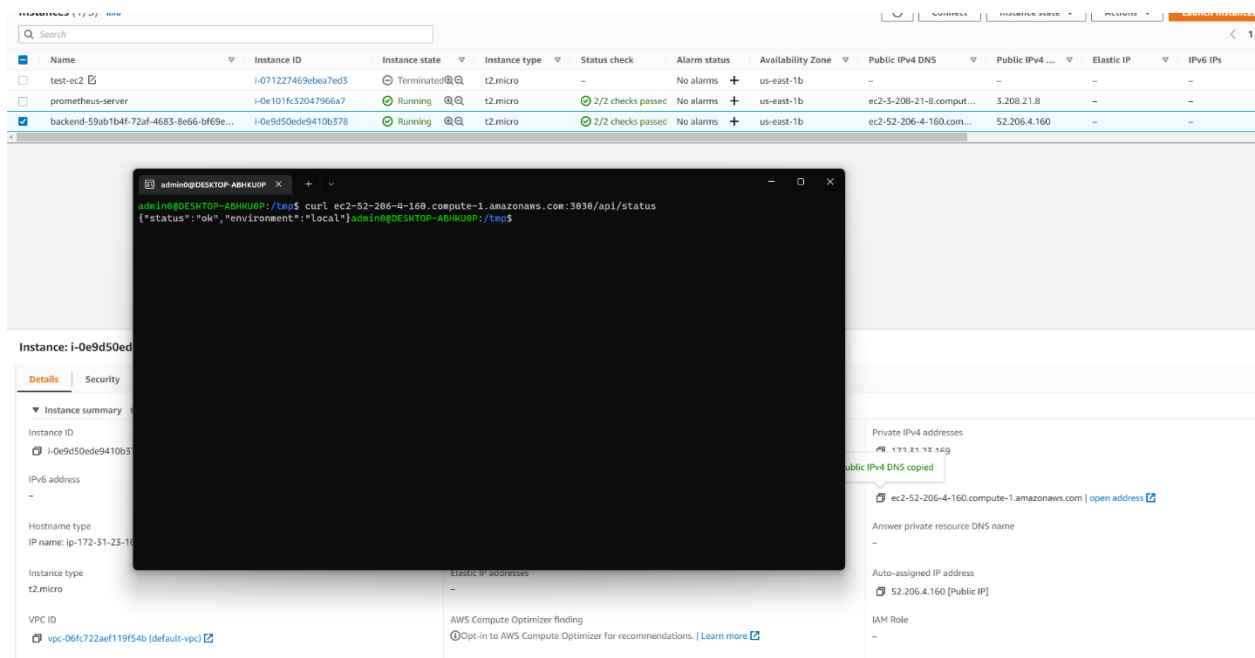 Instances (1/3) Info
Connect Instance state Actions Launch instances
Search
1
Name Instance ID Instance state Instance type Status check Alarm status Availability Zone Public IPv4 DNS Public IPv4 ... Elastic IP IPv6 IPs
test-ec2 i-071227469ebea7ed3 Terminated t2.micro – No alarms + us-east-1b – – – –
prometheus-server i-0e101fc32047966a7 Running t2.micro 2/2 checks passed No alarms + us-east-1b ec2-3-208-21-8.comput... 3.208.21.8 – –
backend-59ab1b4f-72af-4683-8e66-bf69e... i-0e9d50ede9410b378 Running t2.micro 2/2 checks passed No alarms + us-east-1b ec2-52-206-4-160.com... 52.206.4.160 – –
admin0@DESKTOP-ABHKU0P
admin0@DESKTOP-ABHKU0P:/tmp$ curl ec2-52-206-4-160.compute-1.amazonaws.com:3030/api/status
{"status":"ok","environment":"local"}admin0@DESKTOP-ABHKU0P:/tmp$
Instance: i-0e9d50ed
Details Security
Instance summary
Instance ID Private IPv4 addresses
i-0e9d50ede9410b37 172.31.23.169
ublic IPv4 DNS copied
IPv6 address
– ec2-52-206-4-160.compute-1.amazonaws.com | open address
Hostname type Answer private resource DNS name
IP name: ip-172-31-23-16 –
Instance type Elastic IP addresses Auto-assigned IP address
t2.micro – 52.206.4.160 [Public IP]
VPC ID AWS Compute Optimizer finding IAM Role
vpc-06fc722aef119f54b (default-vpc) Opt-in to AWS Compute Optimizer for recommendations. | Learn more –